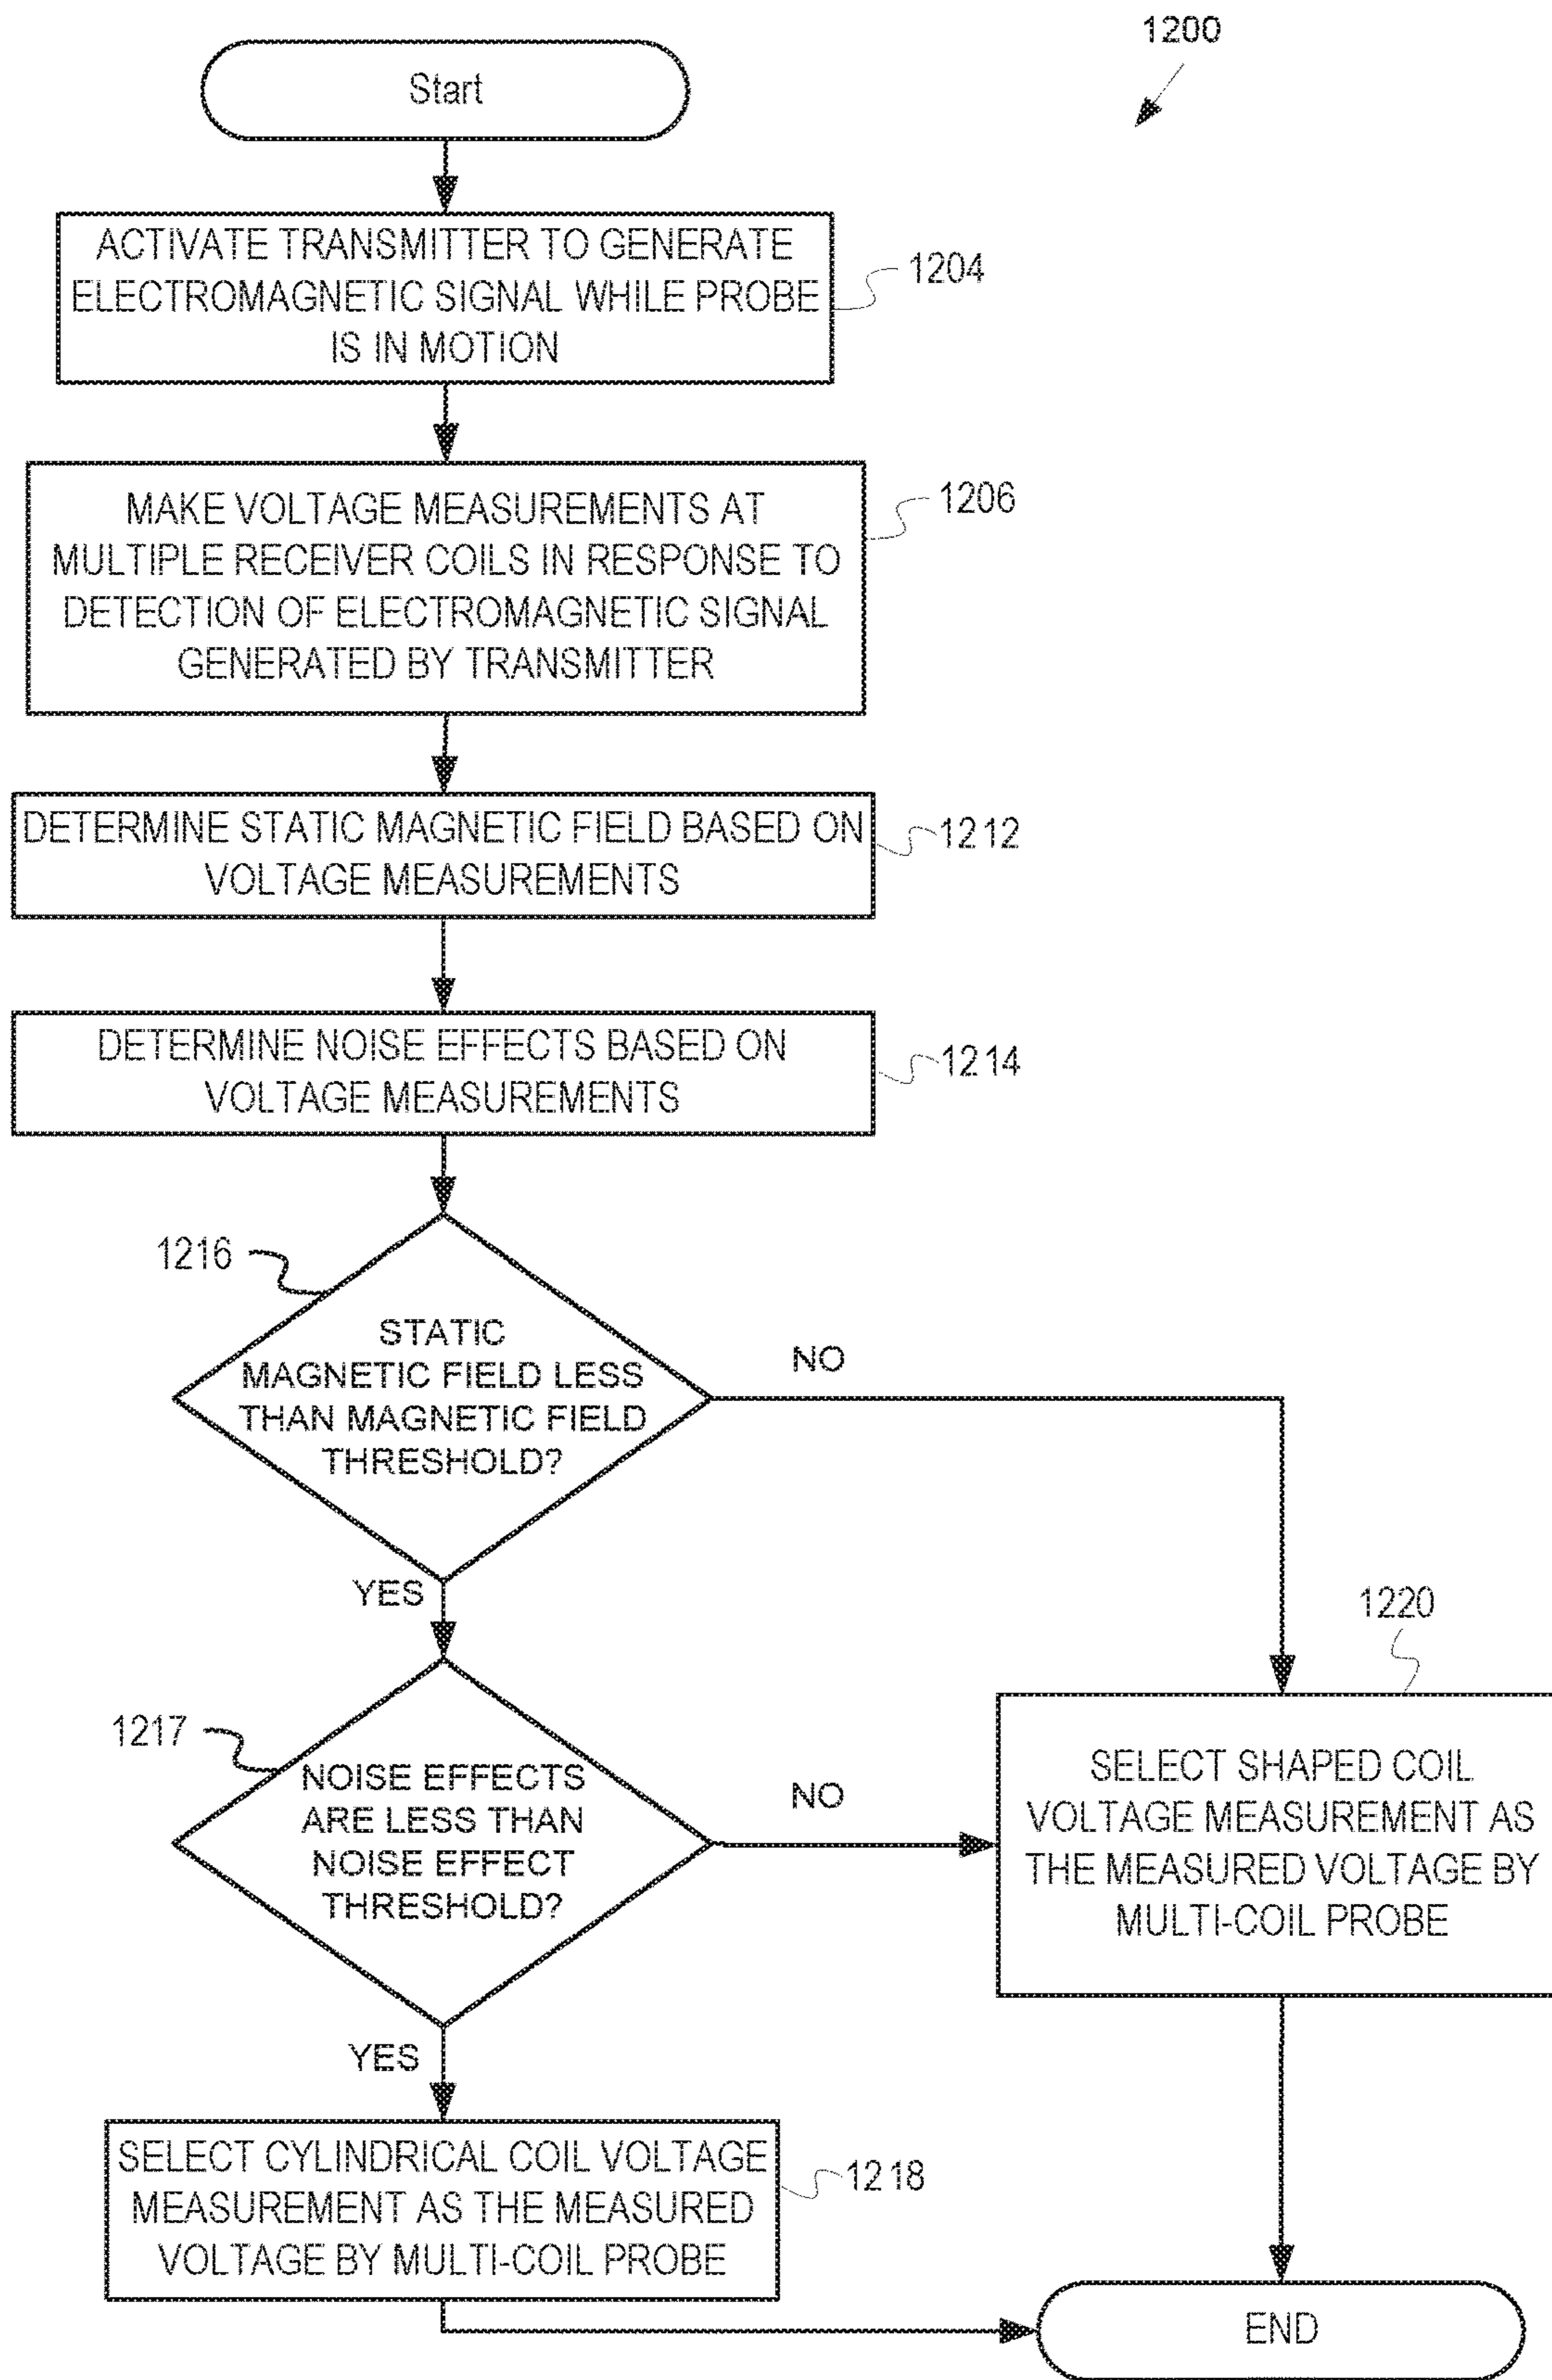 1200
Start
ACTIVATE TRANSMITTER TO GENERATE
ELECTROMAGNETIC SIGNAL WHILE PROBE
IS IN MOTION
1204
MAKE VOLTAGE MEASUREMENTS AT
MULTIPLE RECEIVER COILS IN RESPONSE TO
DETECTION OF ELECTROMAGNETIC SIGNAL
GENERATED BY TRANSMITTER
1206
DETERMINE STATIC MAGNETIC FIELD BASED ON
VOLTAGE MEASUREMENTS
1212
DETERMINE NOISE EFFECTS BASED ON
VOLTAGE MEASUREMENTS
1214
1216
STATIC
MAGNETIC FIELD LESS
THAN MAGNETIC FIELD
THRESHOLD?
NO
YES
1217
NOISE EFFECTS
ARE LESS THAN
NOISE EFFECT
THRESHOLD?
NO
YES
1220
SELECT SHAPED COIL
VOLTAGE MEASUREMENT AS
THE MEASURED VOLTAGE BY
MULTI-COIL PROBE
SELECT CYLINDRICAL COIL VOLTAGE
MEASUREMENT AS THE MEASURED
VOLTAGE BY MULTI-COIL PROBE
1218
END